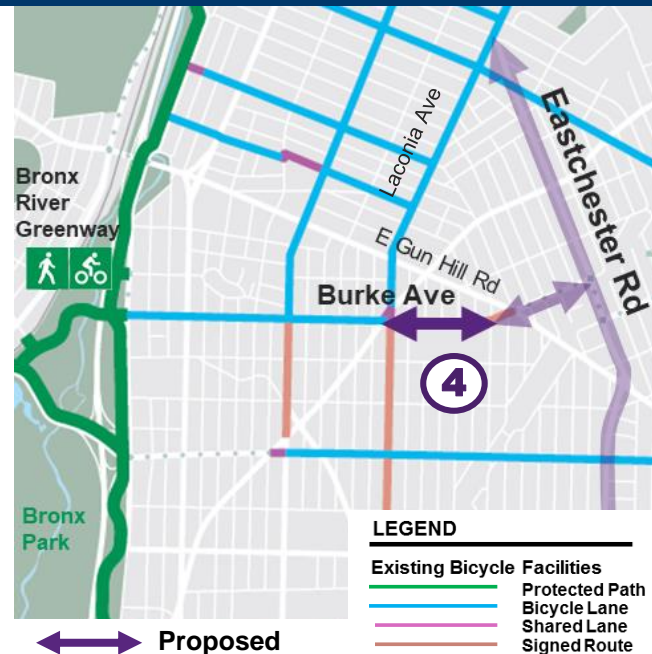 Laconia Ave
Eastchester Rd
Bronx
River
Greenway
E Gun Hill Rd
Burke Ave
4
Bronx
Park
LEGEND
Existing Bicycle Facilities
Protected Path
Bicycle Lane
Shared Lane
Signed Route
Proposed